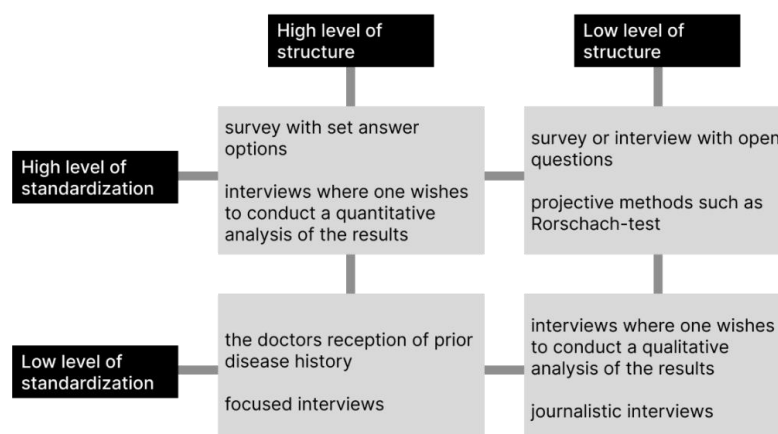 High level of
structure
Low level of
structure
High level of
standardization
survey with set answer
options
interviews where one wishes
to conduct a quantitative
analysis of the results
survey or interview with open
questions
projective methods such as
Rorschach-test
Low level of
standardization
the doctors reception of prior
disease history
focused interviews
interviews where one wishes
to conduct a qualitative
analysis of the results
journalistic interviews